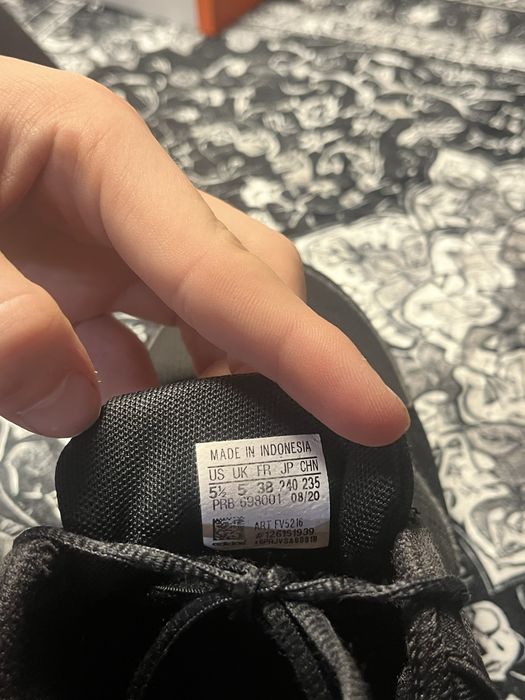 MADE IN INDONESIA
US UK FR JP CHN
5½ 5 38 240 235
PRB 698001 08/20
ART FV5216
# 126151939